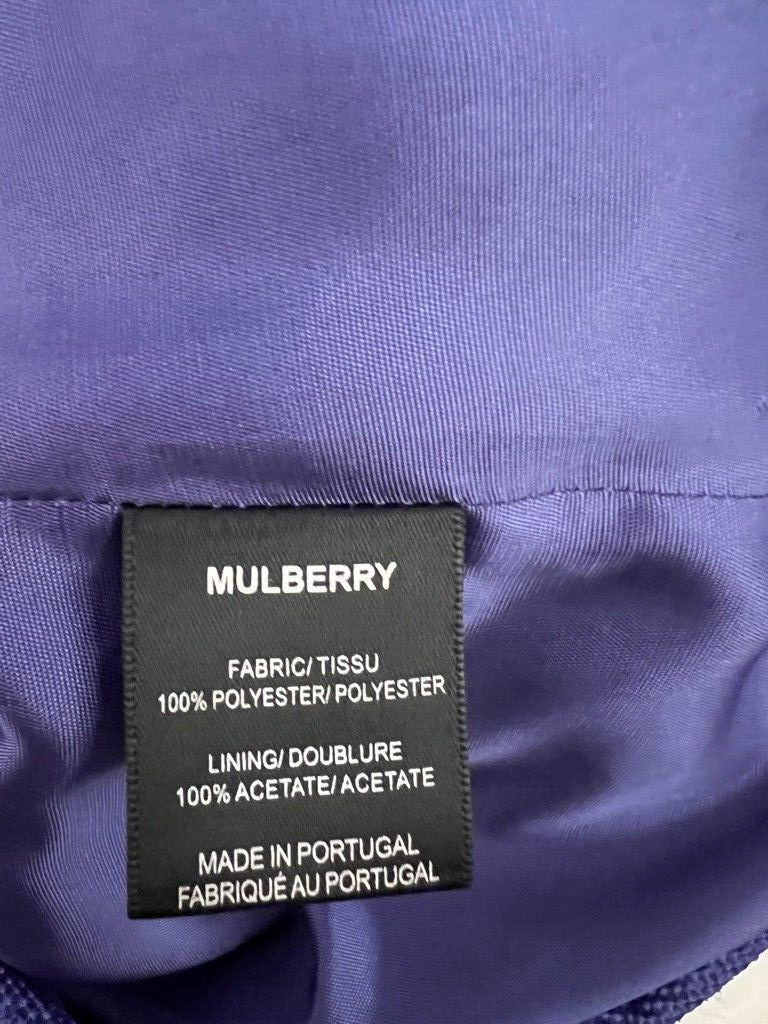 MULBERRY
FABRIC/ TISSU
100% POLYESTER/ POLYESTER
LINING/ DOUBLURE
100% ACETATE/ ACETATE
MADE IN PORTUGAL
FABRIQUÉ AU PORTUGAL